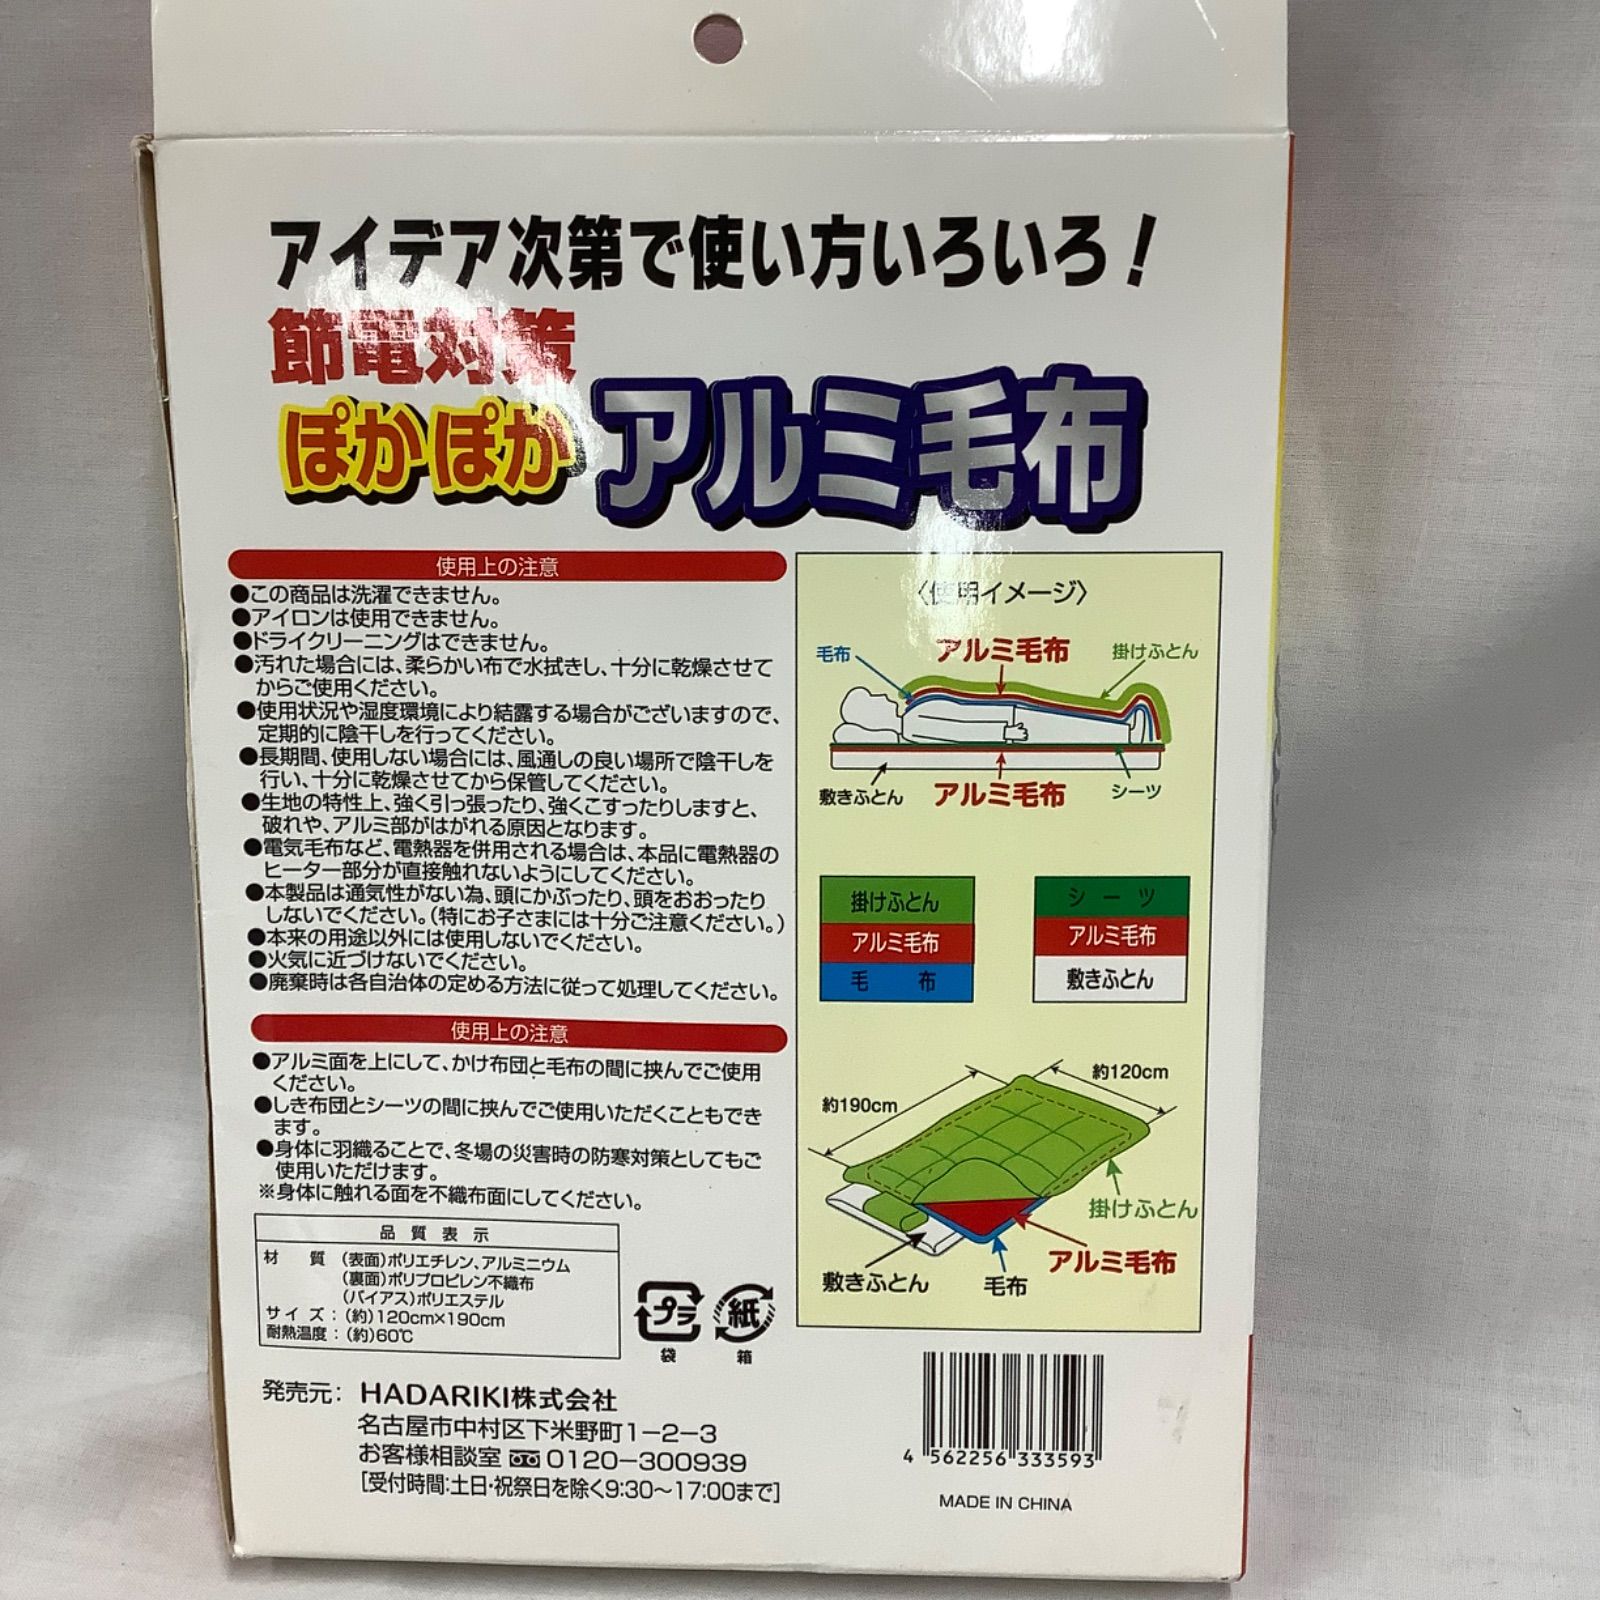 アイデア次第で使い方いろいろ!
節電対策
ぽかぽか アルミ毛布
使用上の注意
●この商品は洗濯できません。
●アイロンは使用できません。
●ドライクリーニングはできません。
●汚れた場合には、柔らかい布で水拭きし、十分に乾燥させて
からご使用ください。
●使用状況や湿度環境により結露する場合がございますので、
定期的に陰干しを行ってください。
●長期間、使用しない場合には、風通しの良い場所で陰干しを
行い、十分に乾燥させてから保管してください。
●生地の特性上、強く引っ張ったり、強くこすったりしますと、
破れや、アルミ部がはがれる原因となります。
●電気毛布など、電熱器を併用される場合は、本品に電熱器の
ヒーター部分が直接触れないようにしてください。
●本製品は通気性がない為、頭にかぶったり、頭をおおったり
しないでください。(特にお子さまには十分ご注意ください。)
●本来の用途以外には使用しないでください。
●火気に近づけないでください。
●廃棄時は各自治体の定める方法に従って処理してください。
使用上の注意
●アルミ面を上にして、かけ布団と毛布の間に挟んでご使用
ください。
●しき布団とシーツの間に挟んでご使用いただくこともでき
ます。
●身体に羽織ることで、冬場の災害時の防寒対策としてもご
使用いただけます。
※身体に触れる面を不織布面にしてください。
品質表示
材 質 (表面)ポリエチレン、アルミニウム
(裏面)ポリプロピレン不織布
(バイアス)ポリエステル
サイズ:(約)120cm×190cm
耐熱温度:(約)60℃
プラ
袋
紙
箱
発売元: HADARIKI株式会社
名古屋市中村区下米野町1-2-3
お客様相談室 0120-300939
[受付時間:土日・祝祭日を除く9:30～17:00まで]
〈使用イメージ〉
毛布 アルミ毛布 掛けふとん
敷きふとん アルミ毛布 シーツ
掛けふとん
アルミ毛布
毛 布
シーツ
アルミ毛布
敷きふとん
約120cm
約190cm
掛けふとん
アルミ毛布
敷きふとん 毛布
4 562256 333593
MADE IN CHINA